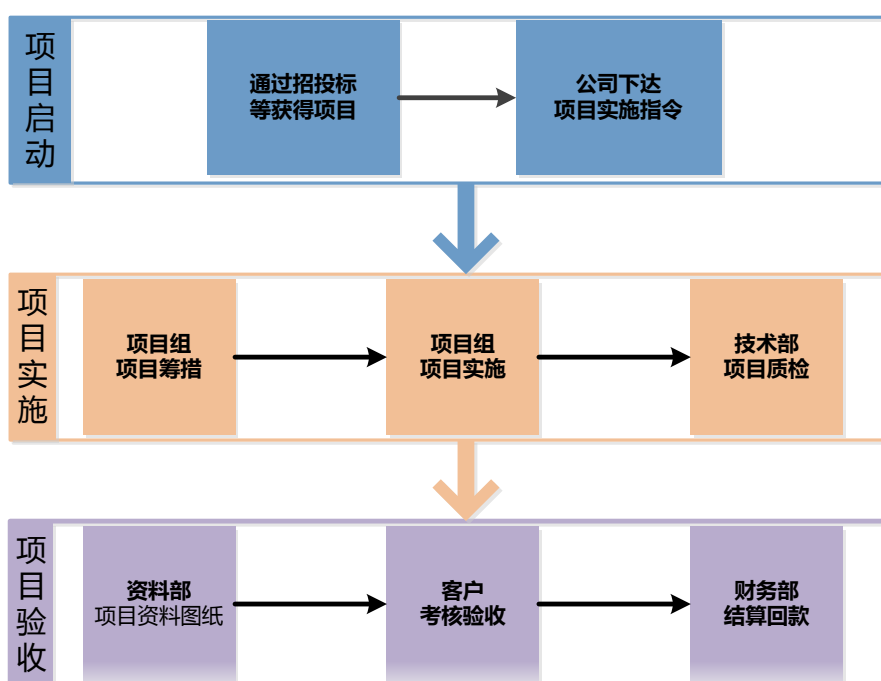 项目启动
通过招投标
等获得项目
公司下达
项目实施指令
项目实施
项目组
项目筹措
项目组
项目实施
技术部
项目质检
项目验收
资料部
项目资料图纸
客户
考核验收
财务部
结算回款